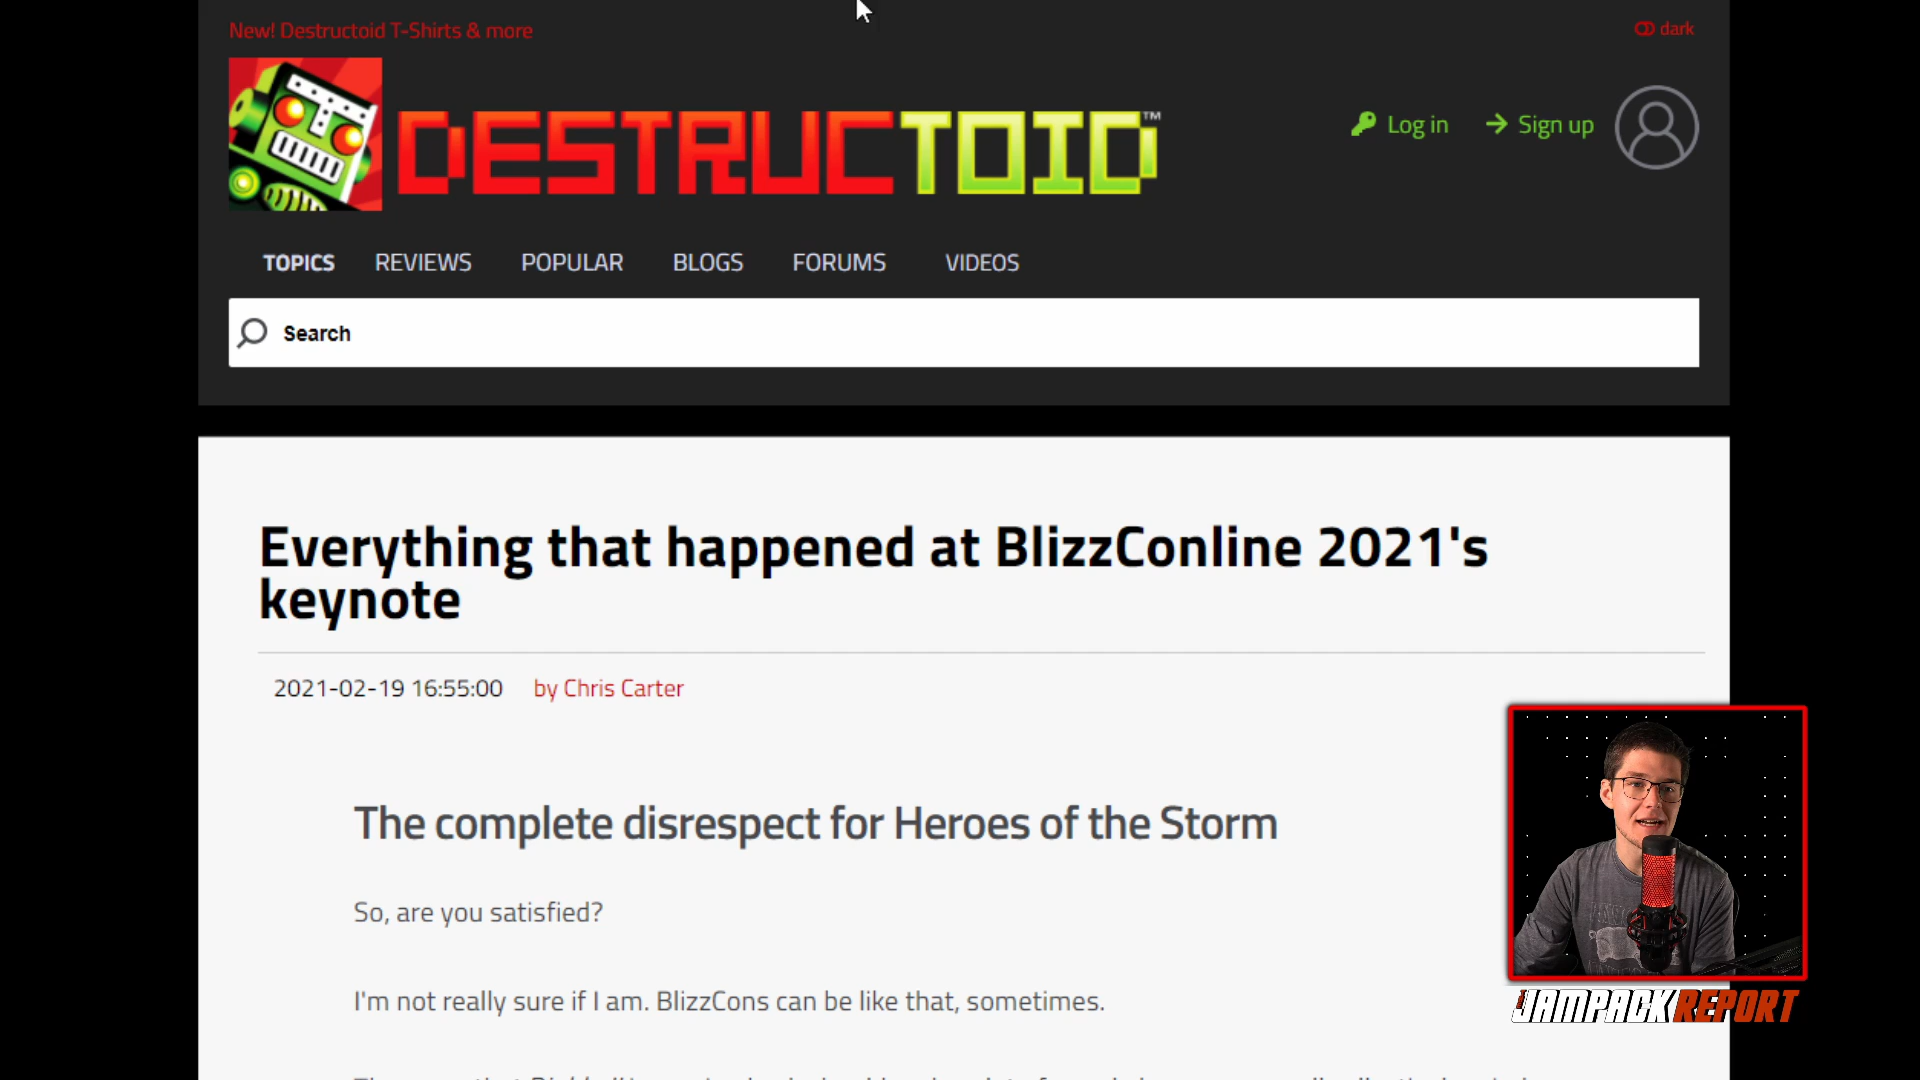 New! Destructoid T-Shirts & more
dark
DESTRUCTOID™
Log in
Sign up
TOPICS REVIEWS POPULAR BLOGS FORUMS VIDEOS
Search
Everything that happened at BlizzConline 2021's
keynote
2021-02-19 16:55:00 by Chris Carter
The complete disrespect for Heroes of the Storm
So, are you satisfied?
I'm not really sure if I am. BlizzCons can be like that, sometimes.
JAMPACK REPORT